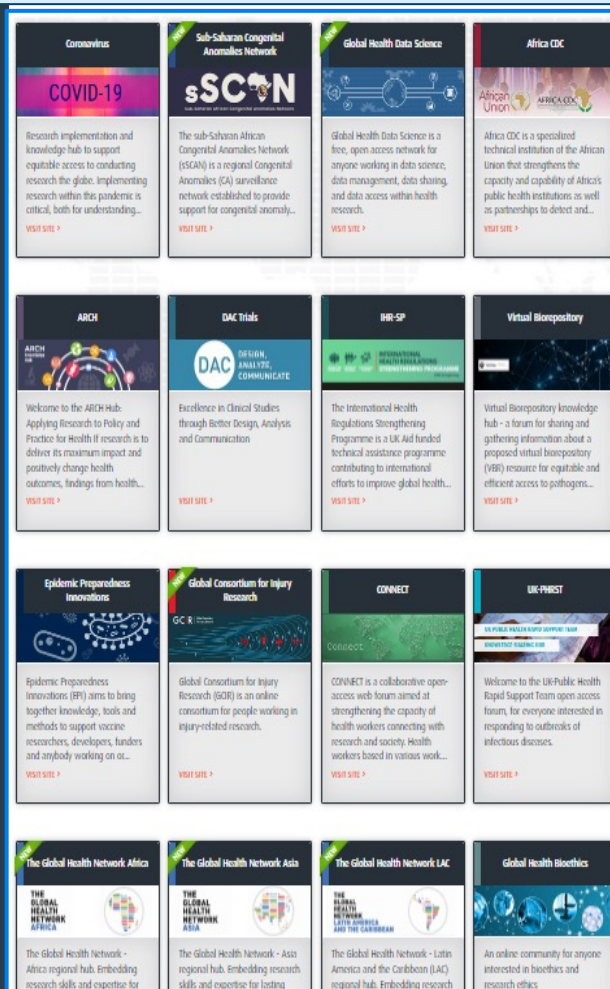 Coronavirus
COVID-19
Research implementation and
knowledge hub to support
equitable access to conducting
research the globe. Implementing
research within this pandemic is
critical, both for understanding...
VISIT SITE >
NEW
Sub-Saharan Congenital
Anomalies Network
sSCAN
sub-saharan african congenital anomalies network
The sub-Saharan African
Congenital Anomalies Network
(sSCAN) is a regional Congenital
Anomalies (CA) surveillance
network established to provide
support for congenital anomaly...
VISIT SITE >
NEW
Global Health Data Science
Global Health Data Science is a
free, open access network for
anyone working in data science,
data management, data sharing,
and data access within health
research.
VISIT SITE >
Africa CDC
African
Union
AFRICA CDC
Africa CDC is a specialized
technical institution of the African
Union that strengthens the
capacity and capability of Africa's
public health institutions as well
as partnerships to detect and...
VISIT SITE >
ARCH
ARCH
Welcome to the ARCH Hub:
Applying Research to Policy and
Practice for Health If research is to
deliver its maximum impact and
positively change health
outcomes, findings from health...
VISIT SITE >
DAC Trials
DAC
DESIGN,
ANALYZE,
COMMUNICATE
Excellence in Clinical Studies
through Better Design, Analysis
and Communication
VISIT SITE >
IHR-SP
INTERNATIONAL
HEALTH REGULATIONS
STRENGTHENING PROGRAMME
The International Health
Regulations Strengthening
Programme is a UK Aid funded
technical assistance programme
contributing to international
efforts to improve global health...
VISIT SITE >
Virtual Biorepository
Virtual Biorepository knowledge
hub - a forum for sharing and
gathering information about a
proposed virtual biorepository
(VBR) resource for equitable and
efficient access to pathogens...
VISIT SITE >
Epidemic Preparedness
Innovations
Epidemic Preparedness
Innovations (EPI) aims to bring
together knowledge, tools and
methods to support vaccine
researchers, developers, funders
and anybody working on or...
VISIT SITE >
NEW
Global Consortium for Injury
Research
GCIR
Global Consortium for Injury
Research (GCIR) is an online
consortium for people working in
injury-related research.
VISIT SITE >
CONNECT
Connect
CONNECT is a collaborative open-
access web forum aimed at
strengthening the capacity of
health workers connecting with
research and society. Health
workers based in various work...
VISIT SITE >
UK-PHRST
UK PUBLIC HEALTH RAPID SUPPORT TEAM
KNOWLEDGE SHARING HUB
Welcome to the UK-Public Health
Rapid Support Team open access
forum, for everyone interested in
responding to outbreaks of
infectious diseases.
VISIT SITE >
NEW
The Global Health Network Africa
THE
GLOBAL
HEALTH
NETWORK
AFRICA
The Global Health Network -
Africa regional hub. Embedding
research skills and expertise for
NEW
The Global Health Network Asia
THE
GLOBAL
HEALTH
NETWORK
ASIA
The Global Health Network - Asia
regional hub. Embedding research
skills and expertise for lasting
NEW
The Global Health Network LAC
THE
GLOBAL
HEALTH
NETWORK
LATIN AMERICA
AND THE CARIBBEAN
The Global Health Network - Latin
America and the Caribbean (LAC)
regional hub. Embedding research
Global Health Bioethics
An online community for anyone
interested in bioethics and
research ethics